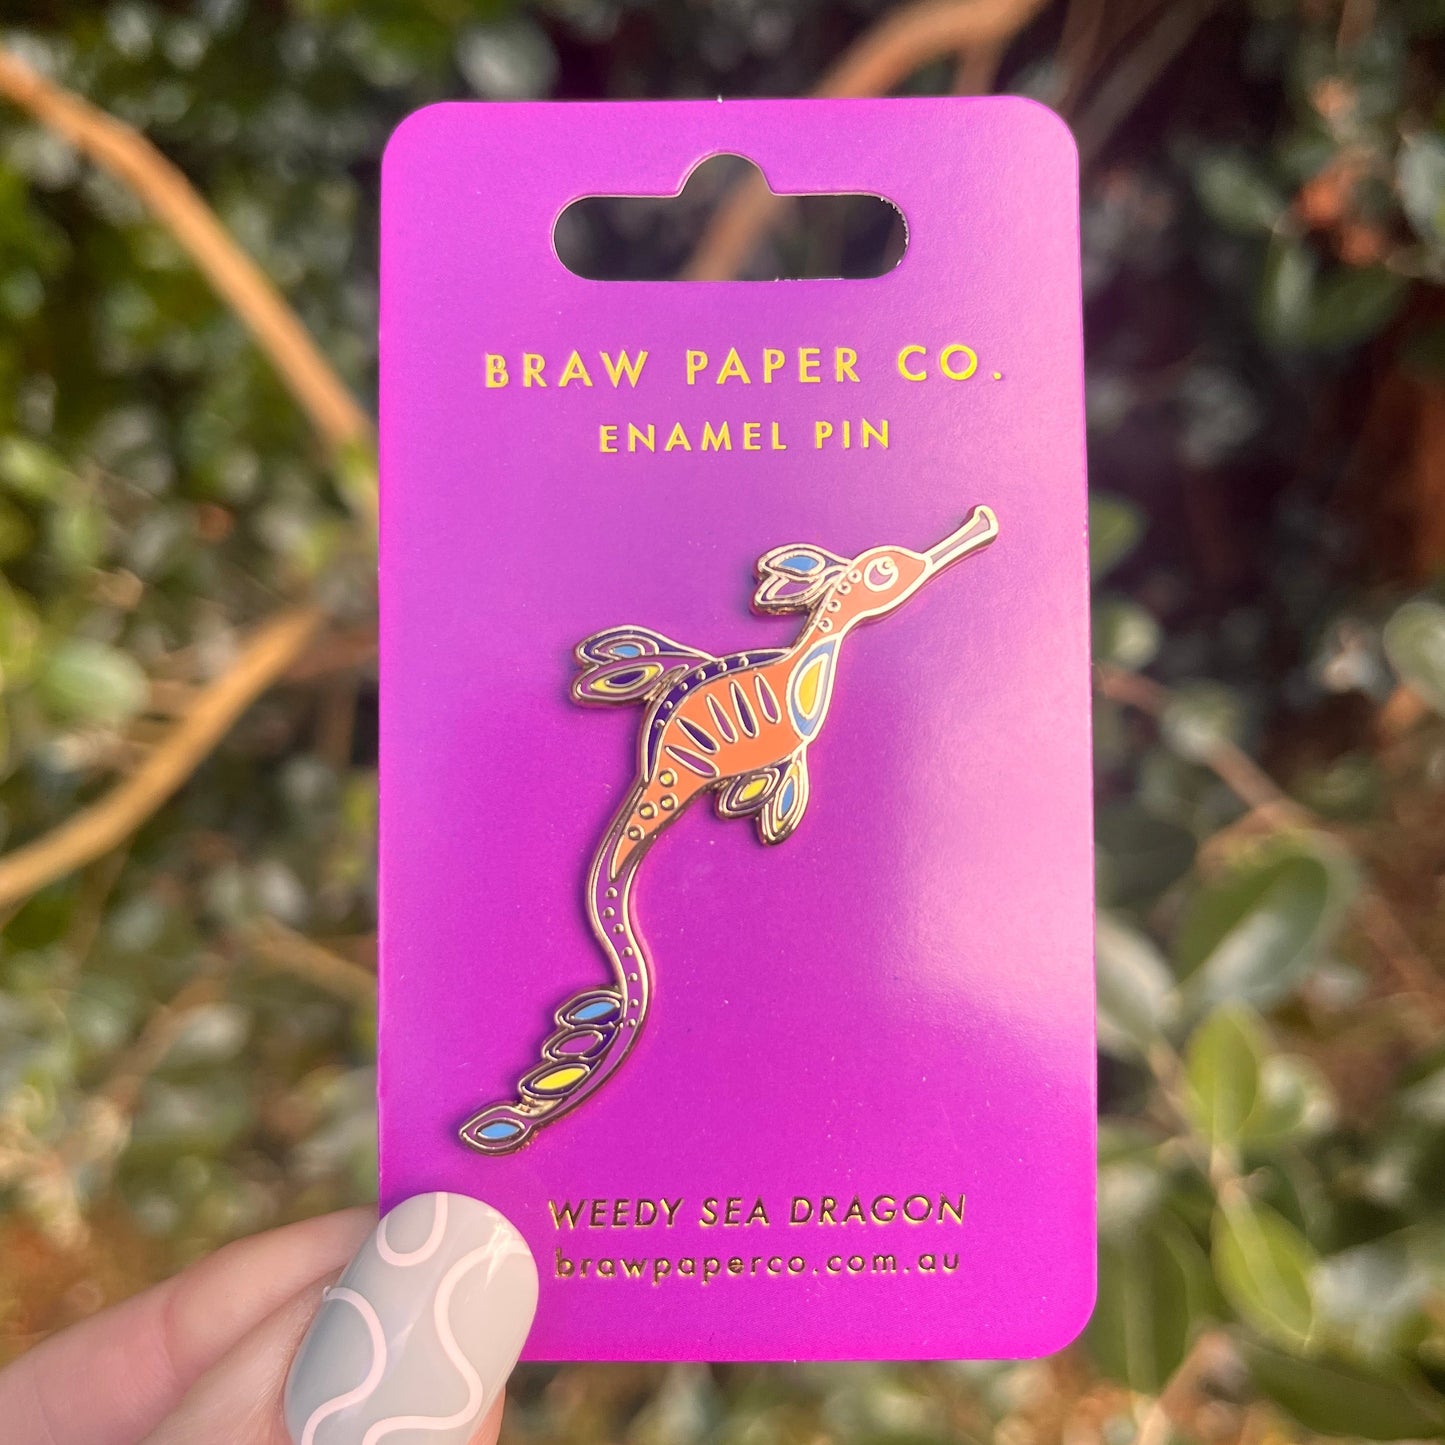 BRAW PAPER CO.
ENAMEL PIN
WEEDY SEA DRAGON
brawpaperco.com.au